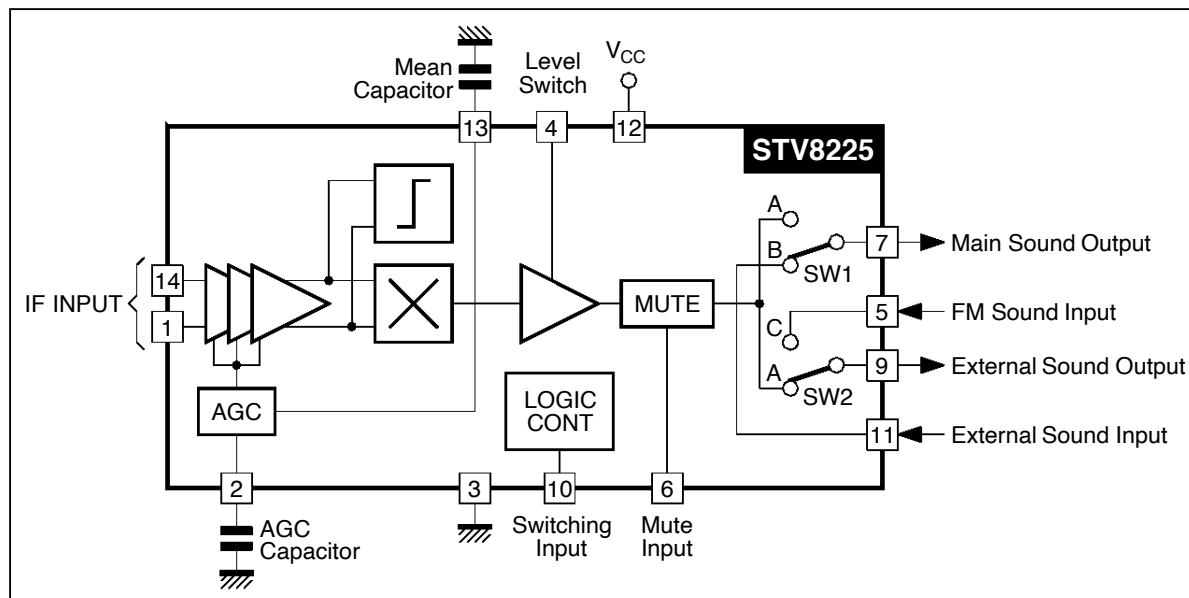 Mean
Capacitor
Level
Switch
VCC
13
4
12
STV8225
A
14
B
SW1
7
Main Sound Output
IF INPUT
1
MUTE
C
5
FM Sound Input
A
SW2
9
External Sound Output
AGC
LOGIC
CONT
11
External Sound Input
2
3
10
6
AGC
Capacitor
Switching
Input
Mute
Input